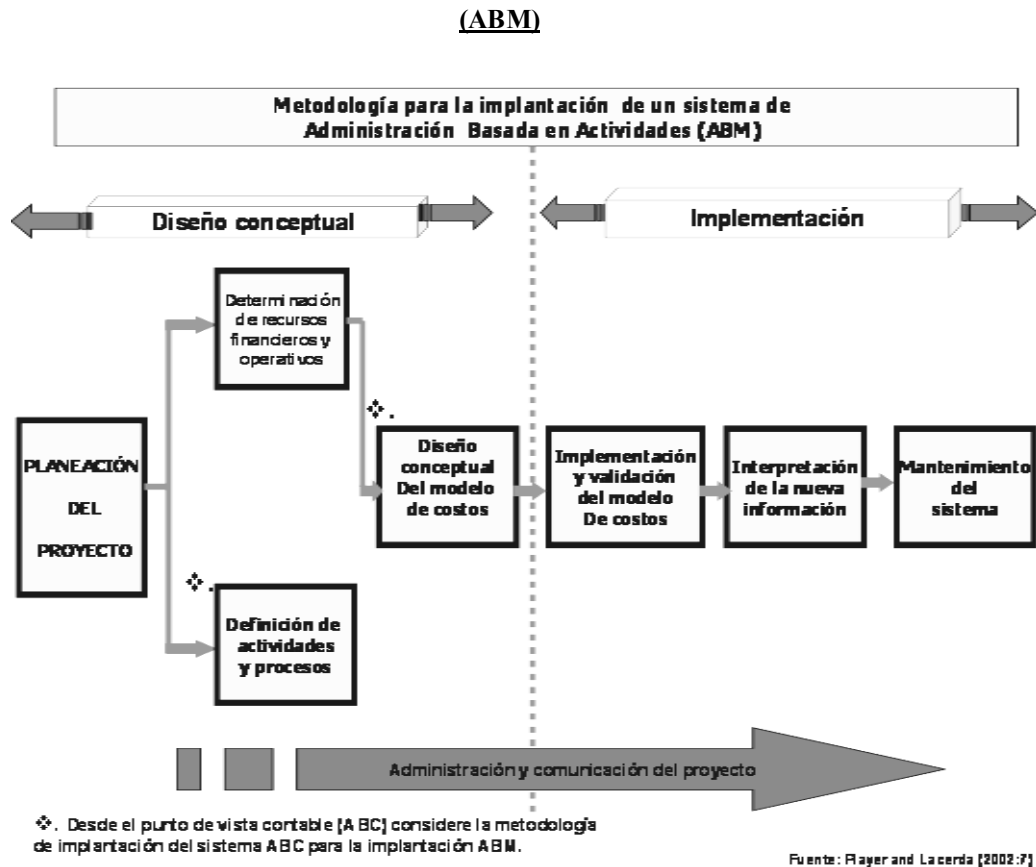 (ABM)
Metodología para la implantación de un sistema de
Administración Basada en Actividades (ABM)
Diseño conceptual
Implementación
Determinación
de recursos
financieros y
operativos
PLANEACIÓN
DEL
PROYECTO
❖.
Diseño
conceptual
Del modelo
de costos
Implementación
y validación
del modelo
De costos
Interpretación
de la nueva
información
Mantenimiento
del
sistema
❖.
Definición de
actividades
y procesos
Administración y comunicación del proyecto
❖. Desde el punto de vista contable (ABC) considere la metodología
de implantación del sistema ABC para la implantación ABM.
Fuente: Player and Lacerda (2002:7)